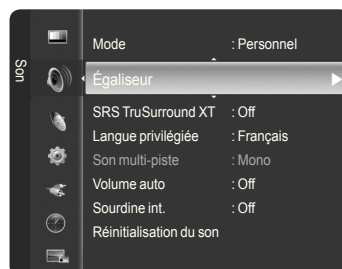 Son
Mode : Personnel
Égaliseur
SRS TruSurround XT : Off
Langue privilégiée : Français
Son multi-piste : Mono
Volume auto : Off
Sourdine int. : Off
Réinitialisation du son